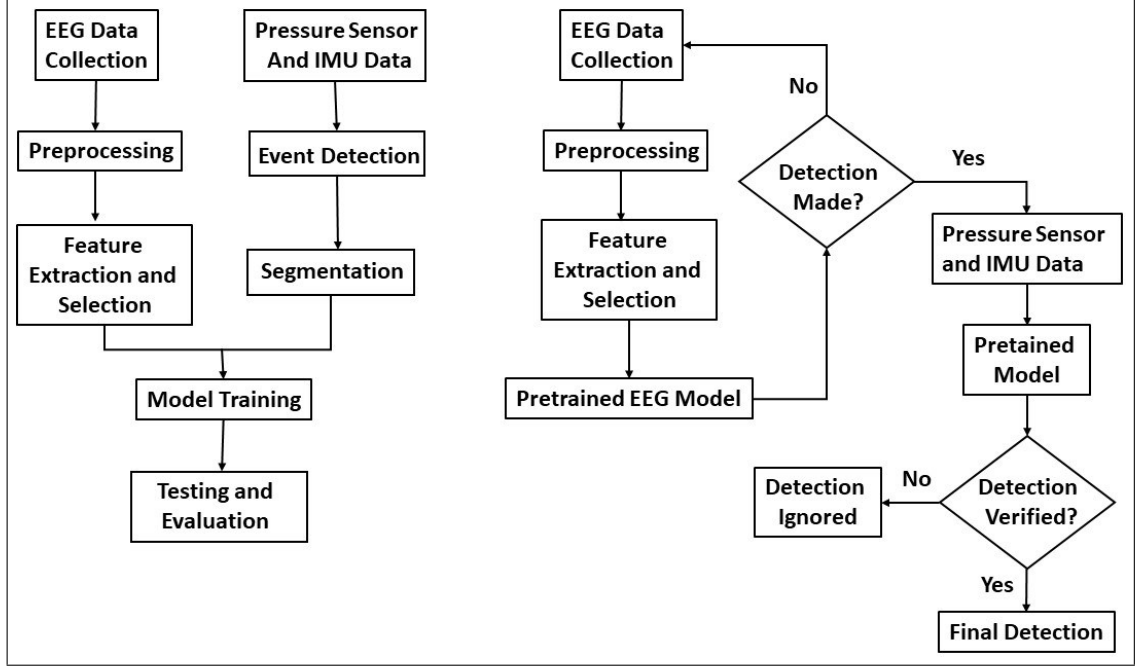 EEG Data
Collection
Pressure Sensor
And IMU Data
Preprocessing
Event Detection
Feature
Extraction and
Selection
Segmentation
Model Training
Testing and
Evaluation
EEG Data
Collection
Preprocessing
Feature
Extraction and
Selection
Pretrained EEG Model
No
Detection
Made?
Yes
Pressure Sensor
and IMU Data
Pretained
Model
Detection
Verified?
No
Detection
Ignored
Yes
Final Detection